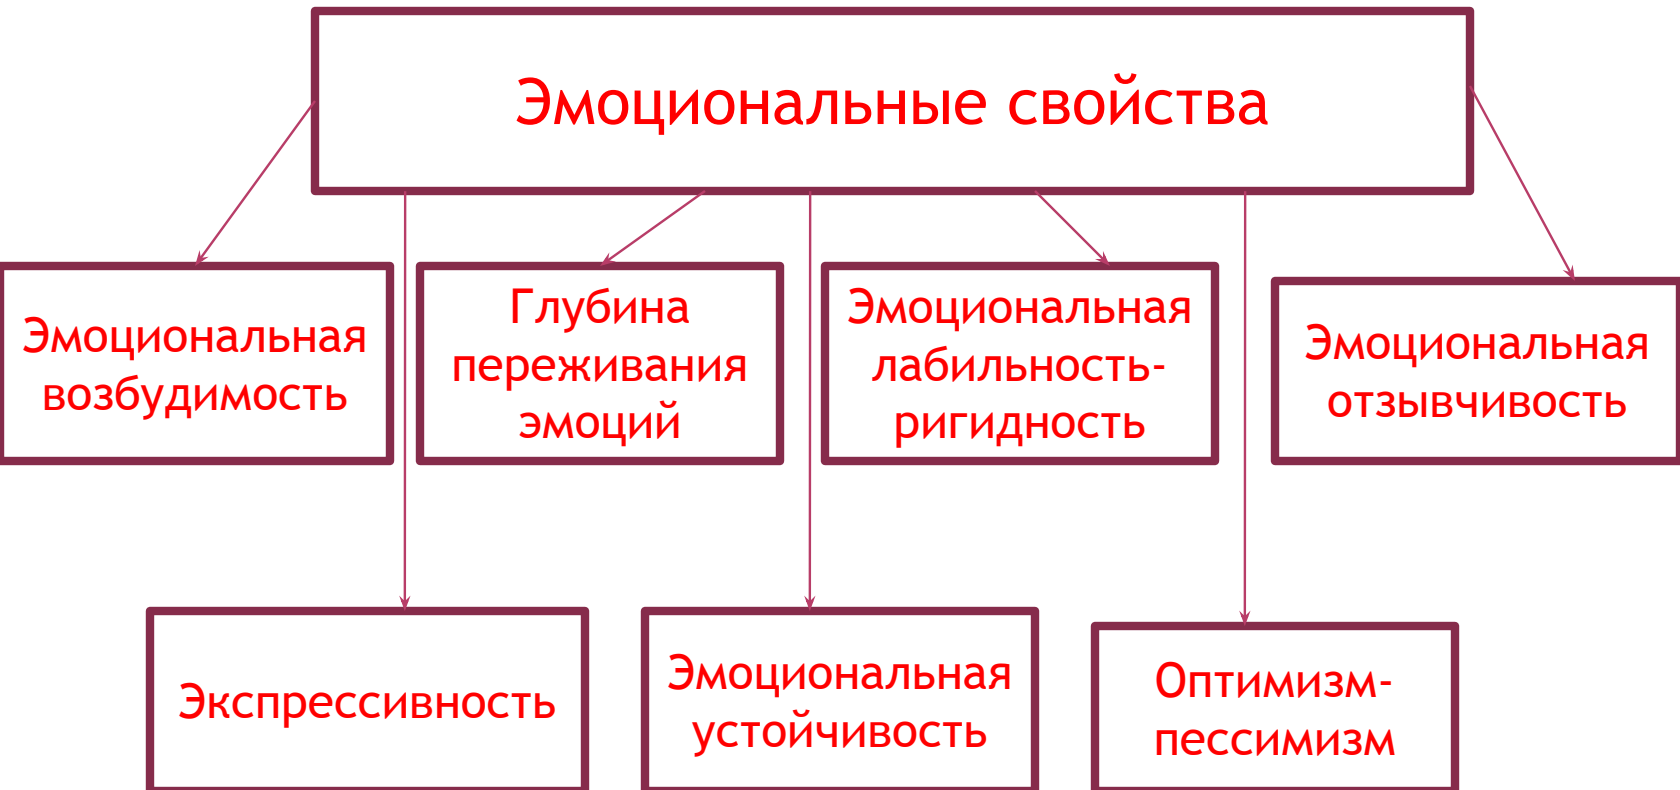 Эмоциональные свойства
Эмоциональная
возбудимость
Глубина
переживания
эмоций
Эмоциональная
лабильность-
ригидность
Эмоциональная
отзывчивость
Экспрессивность
Эмоциональная
устойчивость
Оптимизм-
пессимизм